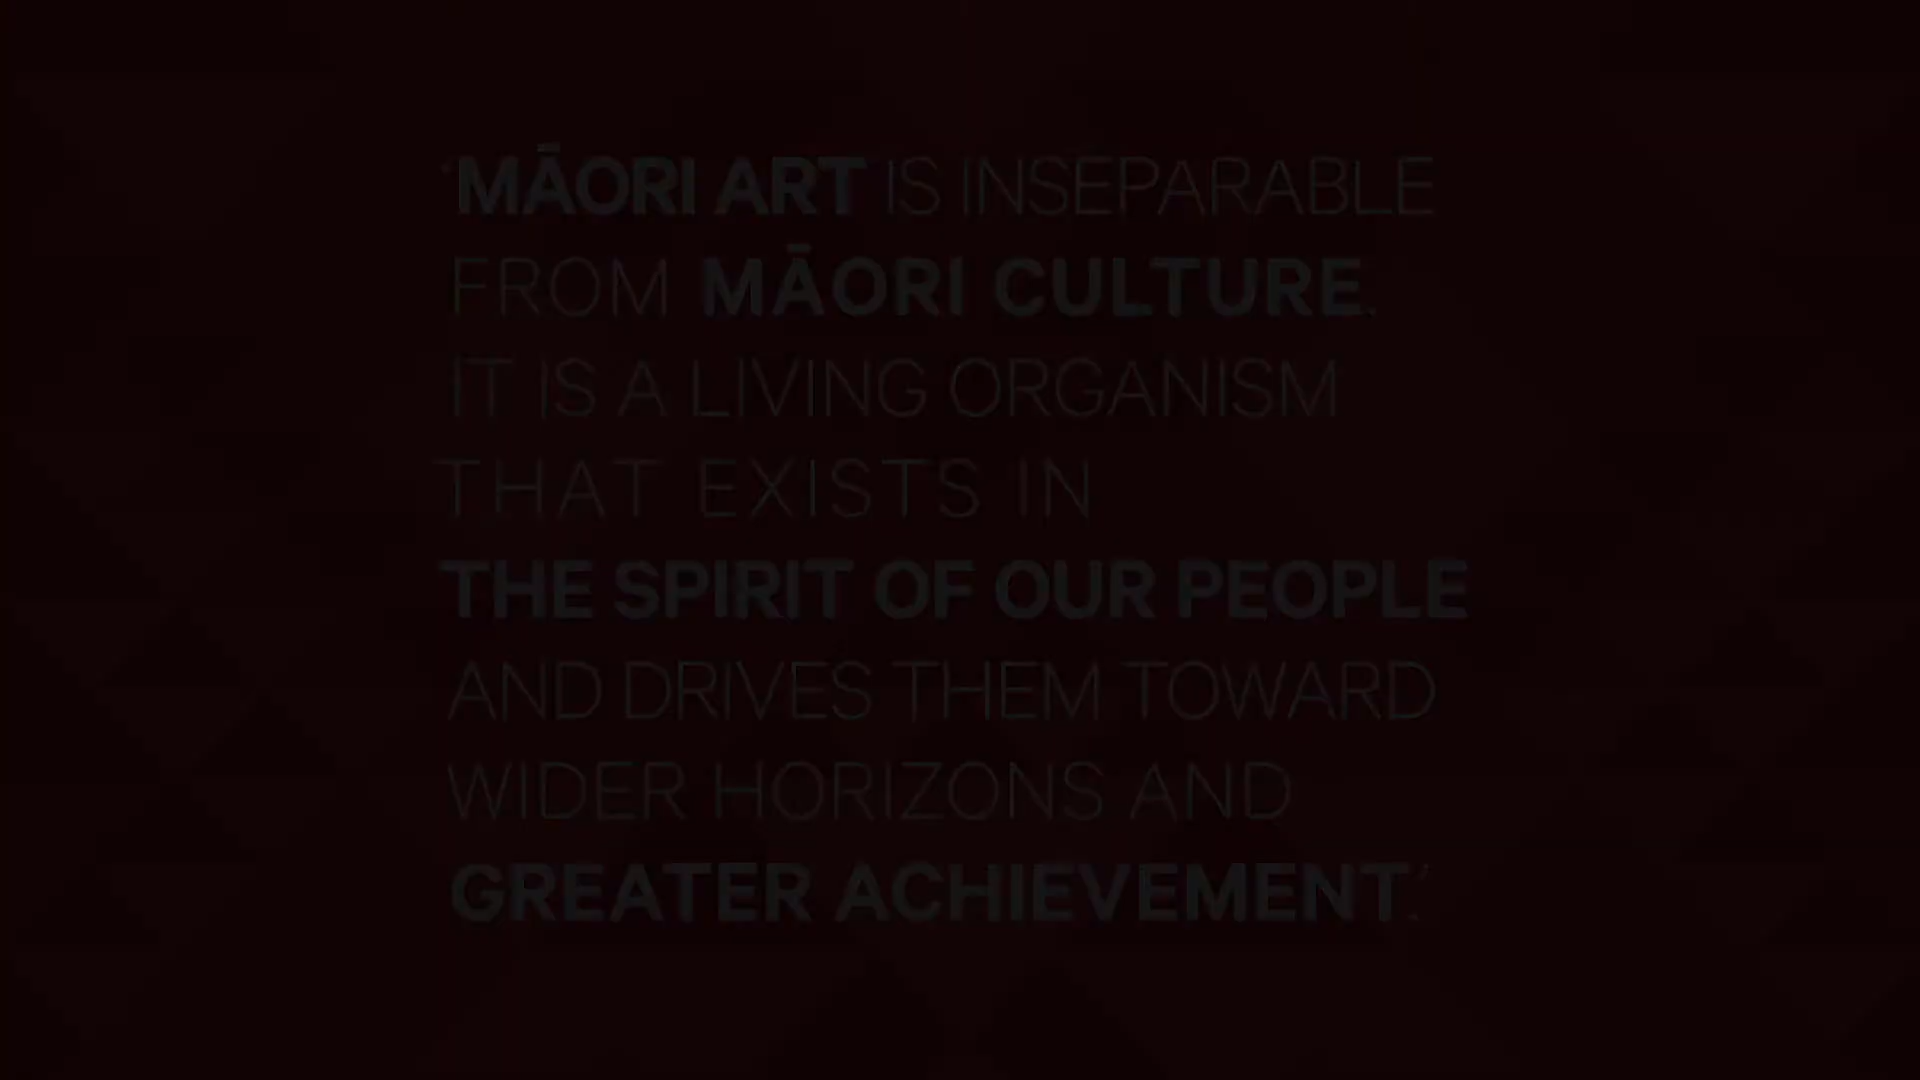 ‘MĀORI ART IS INSEPARABLE
FROM MĀORI CULTURE.
IT IS A LIVING ORGANISM
THAT EXISTS IN
THE SPIRIT OF OUR PEOPLE
AND DRIVES THEM TOWARD
WIDER HORIZONS AND
GREATER ACHIEVEMENT.’